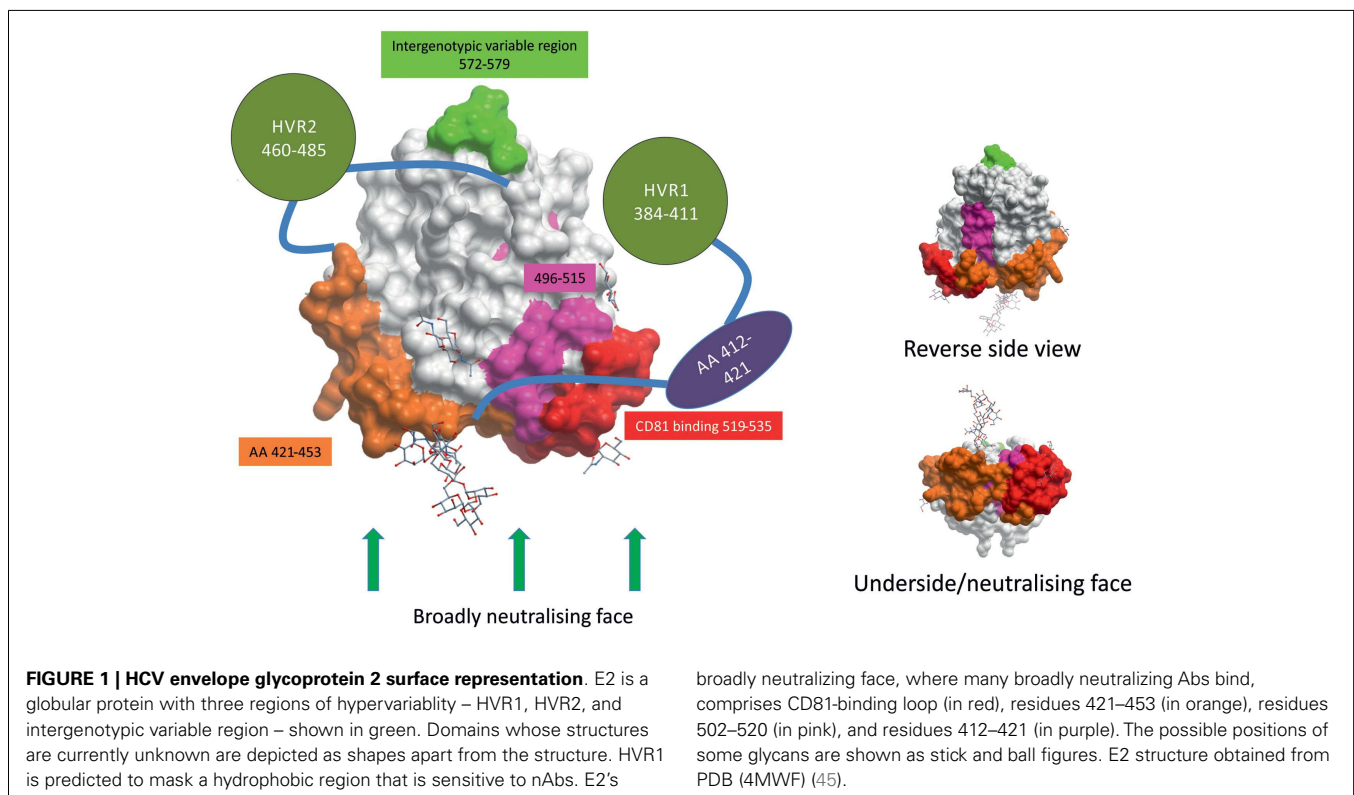 Intergenotypic variable region
572-579
HVR2
460-485
HVR1
384-411
496-515
AA 412-
421
CD81 binding 519-535
AA 421-453
Broadly neutralising face
Reverse side view
Underside/neutralising face
FIGURE 1 | HCV envelope glycoprotein 2 surface representation. E2 is a
globular protein with three regions of hypervariablity – HVR1, HVR2, and
intergenotypic variable region – shown in green. Domains whose structures
are currently unknown are depicted as shapes apart from the structure. HVR1
is predicted to mask a hydrophobic region that is sensitive to nAbs. E2's
broadly neutralizing face, where many broadly neutralizing Abs bind,
comprises CD81-binding loop (in red), residues 421–453 (in orange), residues
502–520 (in pink), and residues 412–421 (in purple). The possible positions of
some glycans are shown as stick and ball figures. E2 structure obtained from
PDB (4MWF) (45).